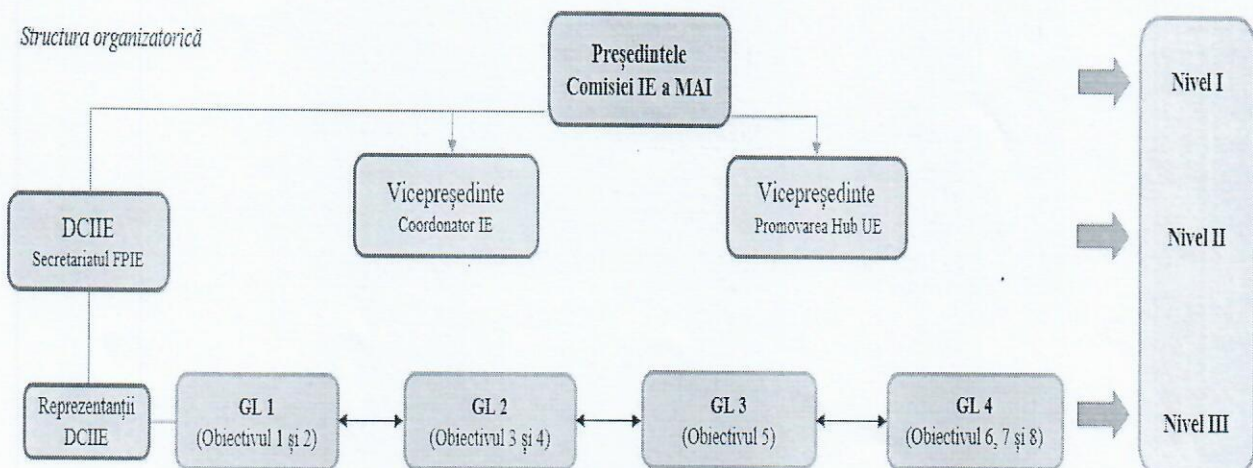 Structura organizatorică
Președintele
Comisiei IE a MAI
Nivel I
Vicepreședinte
Coordonator IE
Vicepreședinte
Promovarea Hub UE
DCIIE
Secretariatul FPIE
Nivel II
Reprezentanții
DCIIE
GL 1
(Obiectivul 1 și 2)
GL 2
(Obiectivul 3 și 4)
GL 3
(Obiectivul 5)
GL 4
(Obiectivul 6, 7 și 8)
Nivel III